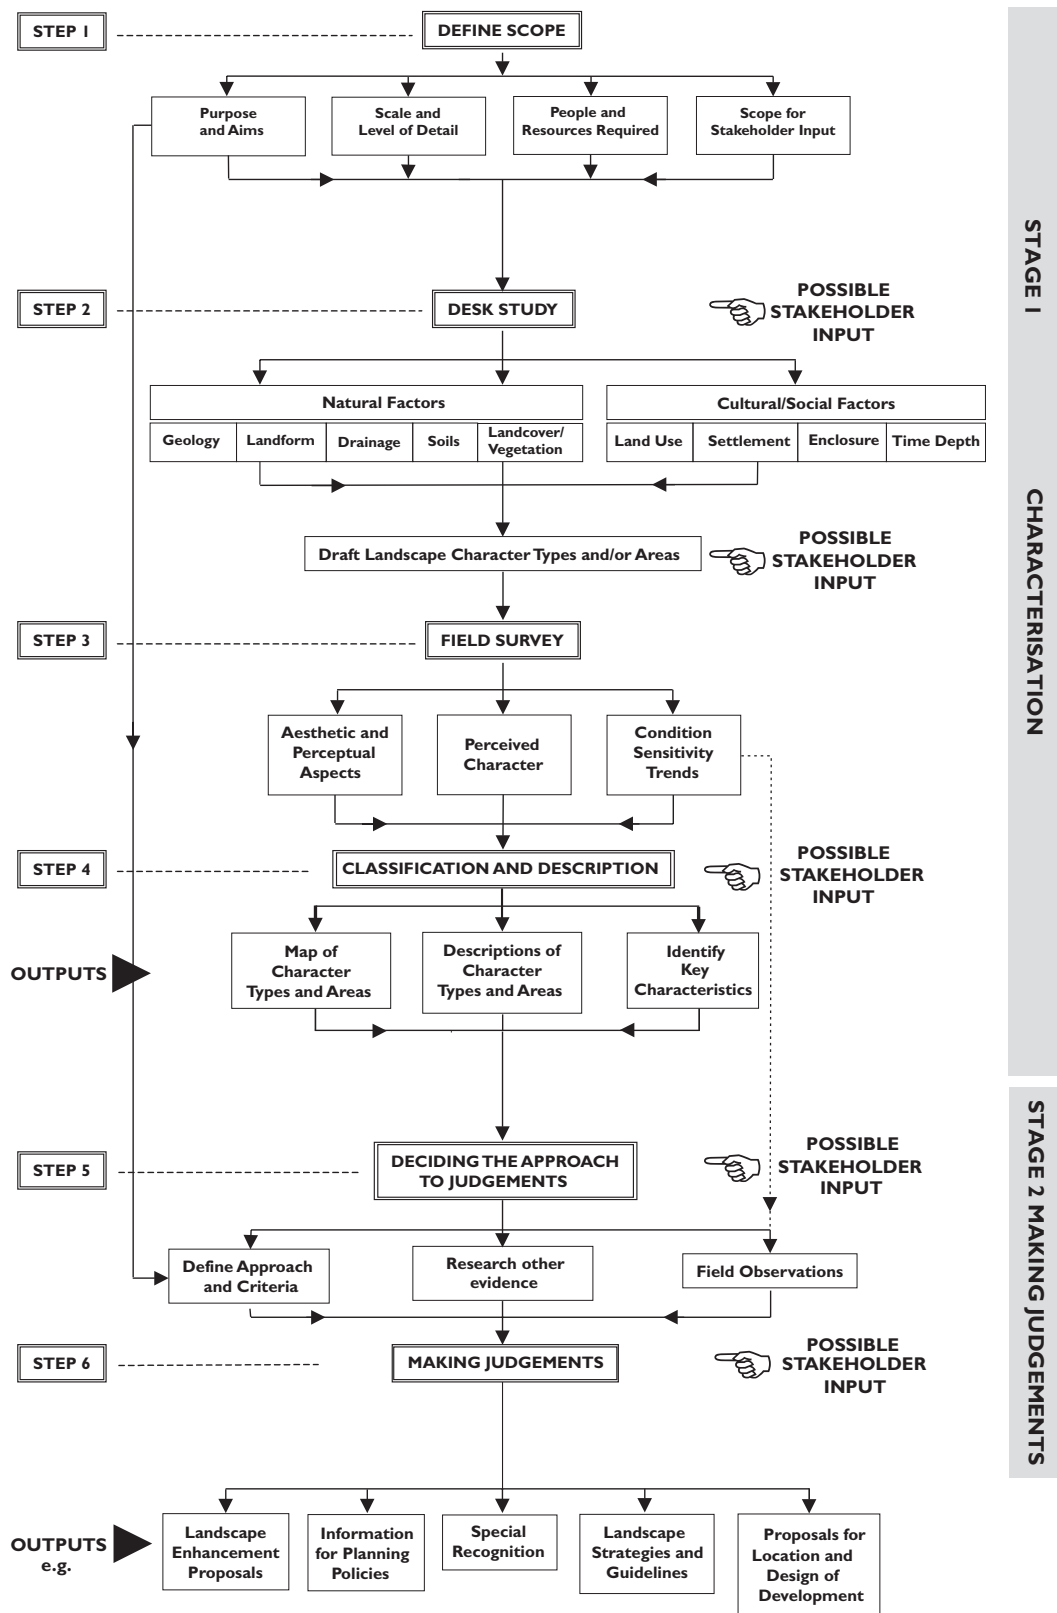 STEP 1
DEFINE SCOPE
Purpose
and Aims
Scale and
Level of Detail
People and
Resources Required
Scope for
Stakeholder Input
STEP 2
DESK STUDY
POSSIBLE
STAKEHOLDER
INPUT
Natural Factors
Cultural/Social Factors
Geology
Landform
Drainage
Soils
Landcover/
Vegetation
Land Use
Settlement
Enclosure
Time Depth
Draft Landscape Character Types and/or Areas
POSSIBLE
STAKEHOLDER
INPUT
STEP 3
FIELD SURVEY
Aesthetic and
Perceptual
Aspects
Perceived
Character
Condition
Sensitivity
Trends
STEP 4
CLASSIFICATION AND DESCRIPTION
POSSIBLE
STAKEHOLDER
INPUT
OUTPUTS
Map of
Character
Types and Areas
Descriptions of
Character
Types and Areas
Identify
Key
Characteristics
STAGE 1
CHARACTERISATION
STEP 5
DECIDING THE APPROACH
TO JUDGEMENTS
POSSIBLE
STAKEHOLDER
INPUT
Define Approach
and Criteria
Research other
evidence
Field Observations
STEP 6
MAKING JUDGEMENTS
POSSIBLE
STAKEHOLDER
INPUT
STAGE 2 MAKING JUDGEMENTS
OUTPUTS
e.g.
Landscape
Enhancement
Proposals
Information
for Planning
Policies
Special
Recognition
Landscape
Strategies and
Guidelines
Proposals for
Location and
Design of
Development